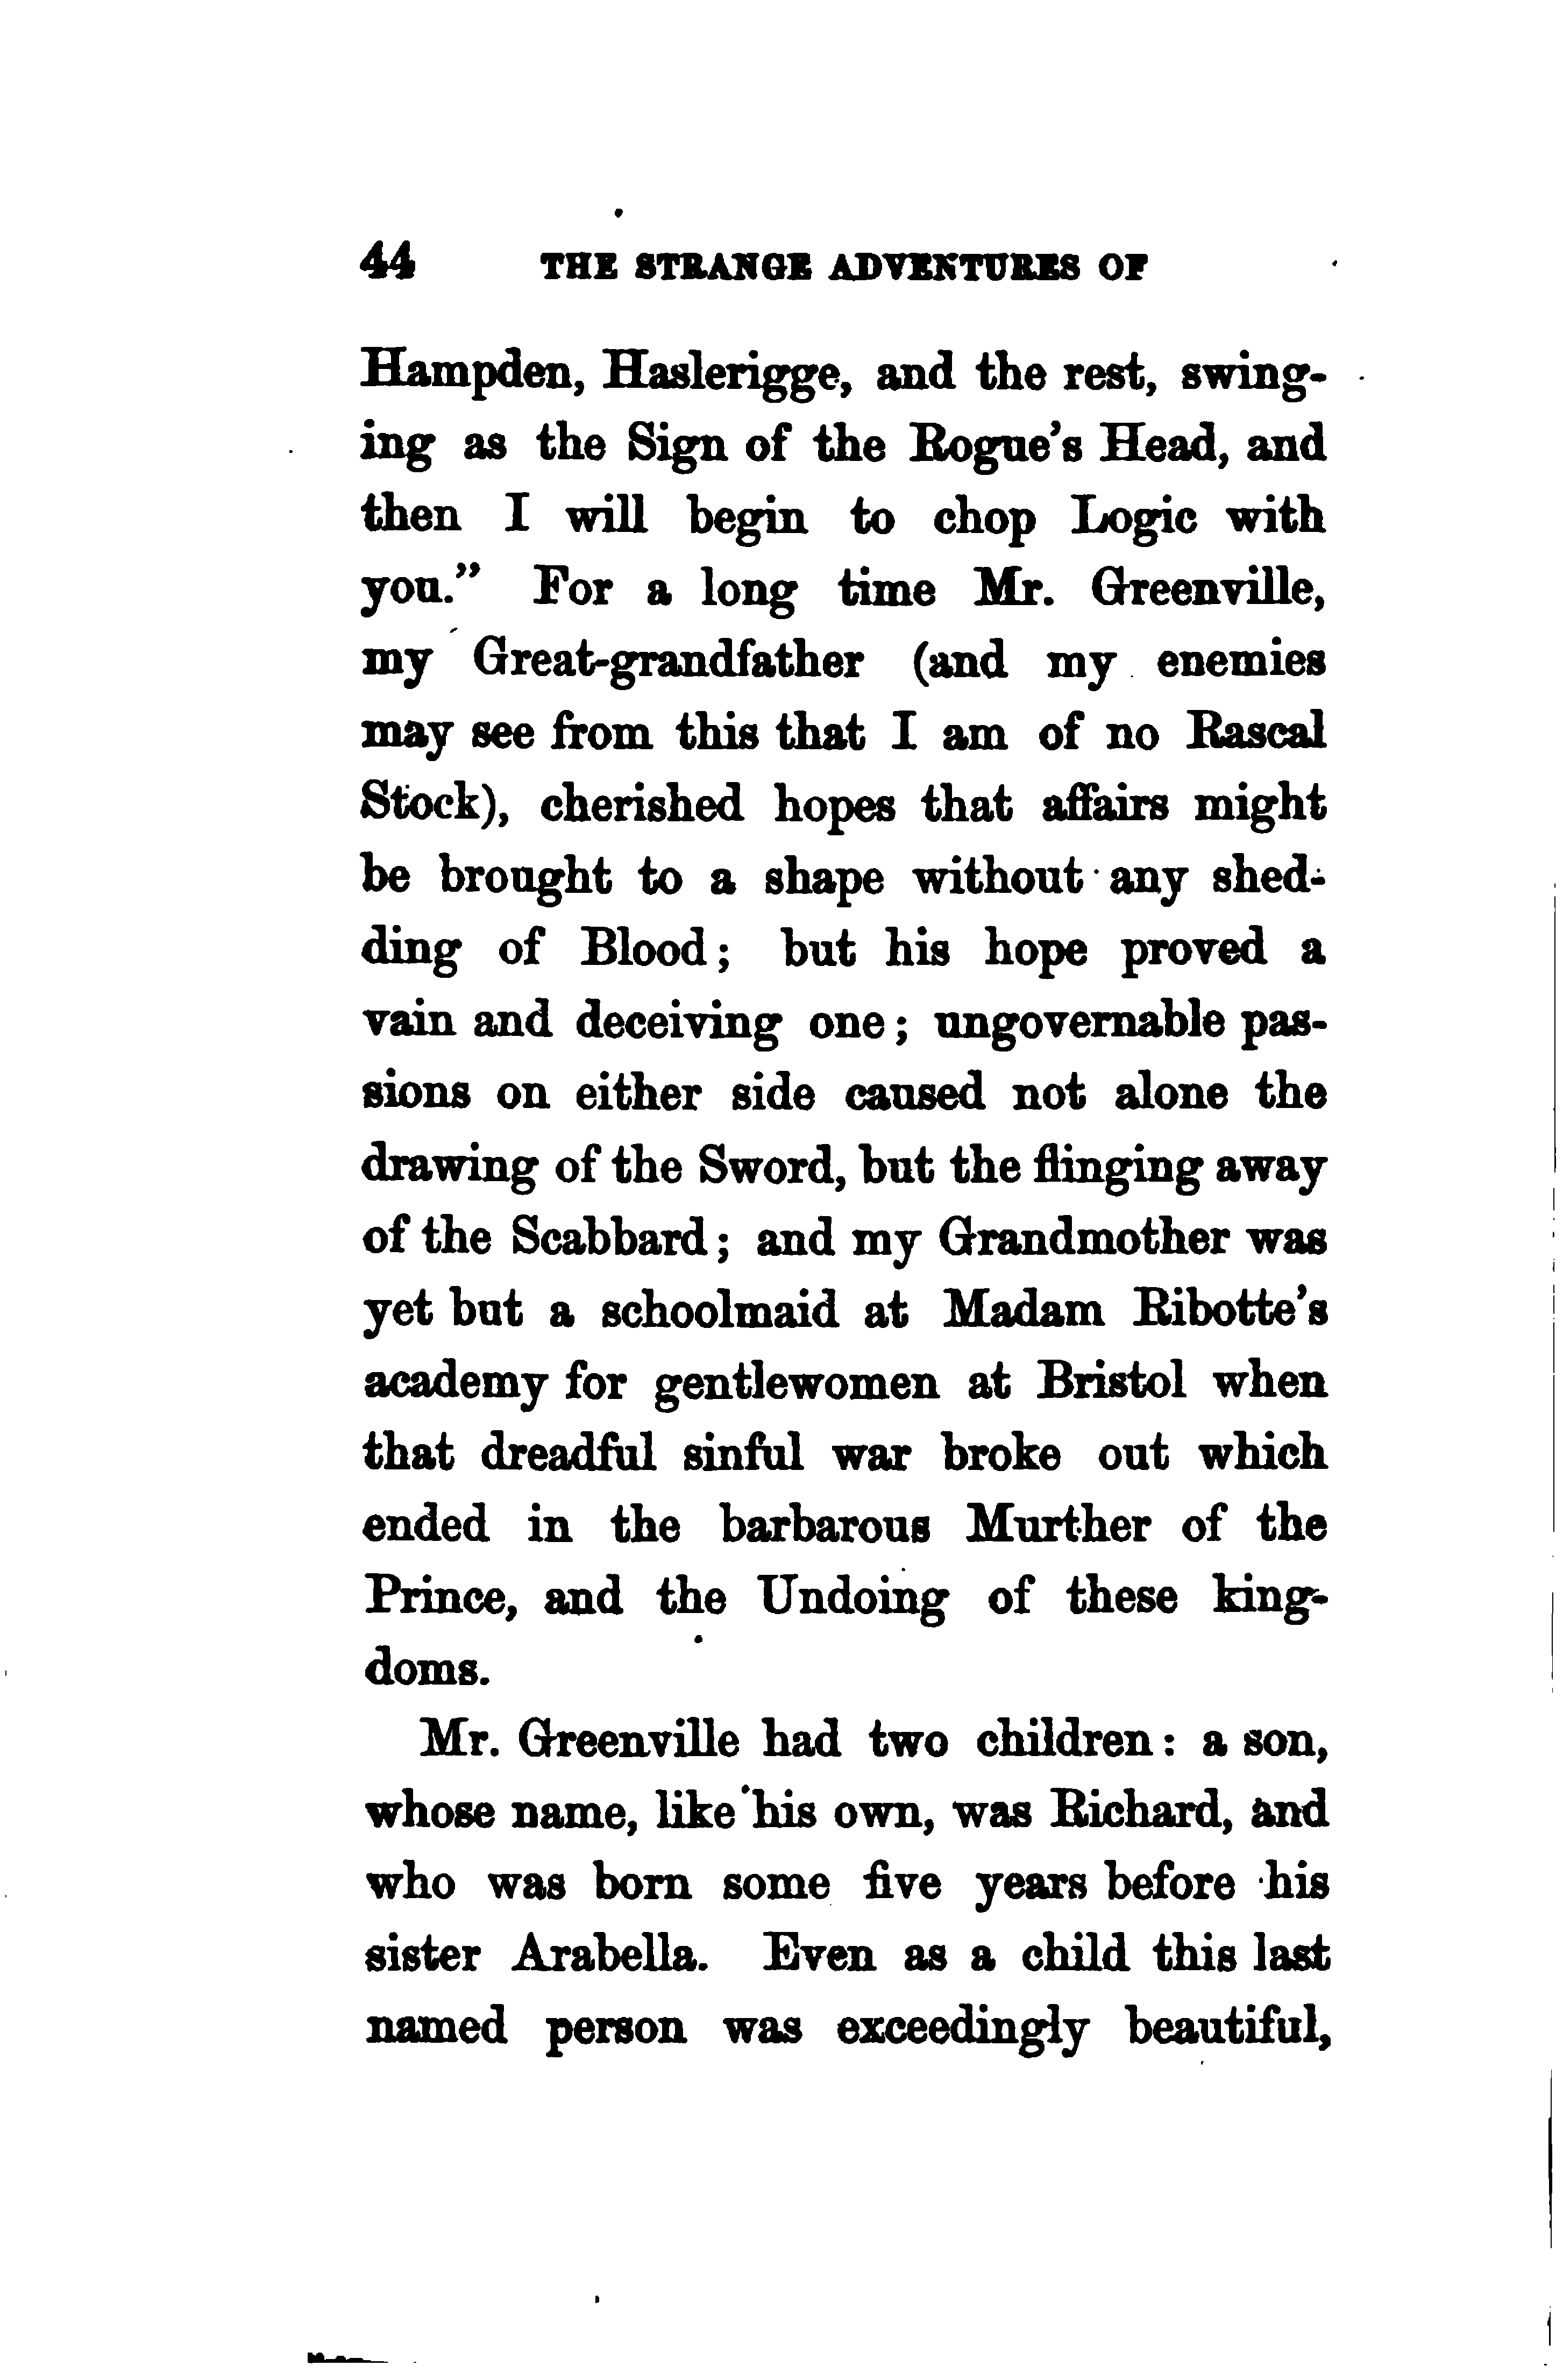 44 THE STRANGE ADVENTURES OF
Hampden, Haslerigge, and the rest, swing-
ing as the Sign of the Rogue's Head, and
then I will begin to chop Logic with
you." For a long time Mr. Greenville,
my Great-grandfather (and my enemies
may see from this that I am of no Rascal
Stock), cherished hopes that affairs might
be brought to a shape without any shed-
ding of Blood; but his hope proved a
vain and deceiving one; ungovernable pas-
sions on either side caused not alone the
drawing of the Sword, but the flinging away
of the Scabbard; and my Grandmother was
yet but a schoolmaid at Madam Ribotte's
academy for gentlewomen at Bristol when
that dreadful sinful war broke out which
ended in the barbarous Murther of the
Prince, and the Undoing of these king-
doms.
Mr. Greenville had two children: a son,
whose name, like his own, was Richard, and
who was born some five years before his
sister Arabella. Even as a child this last
named person was exceedingly beautiful,